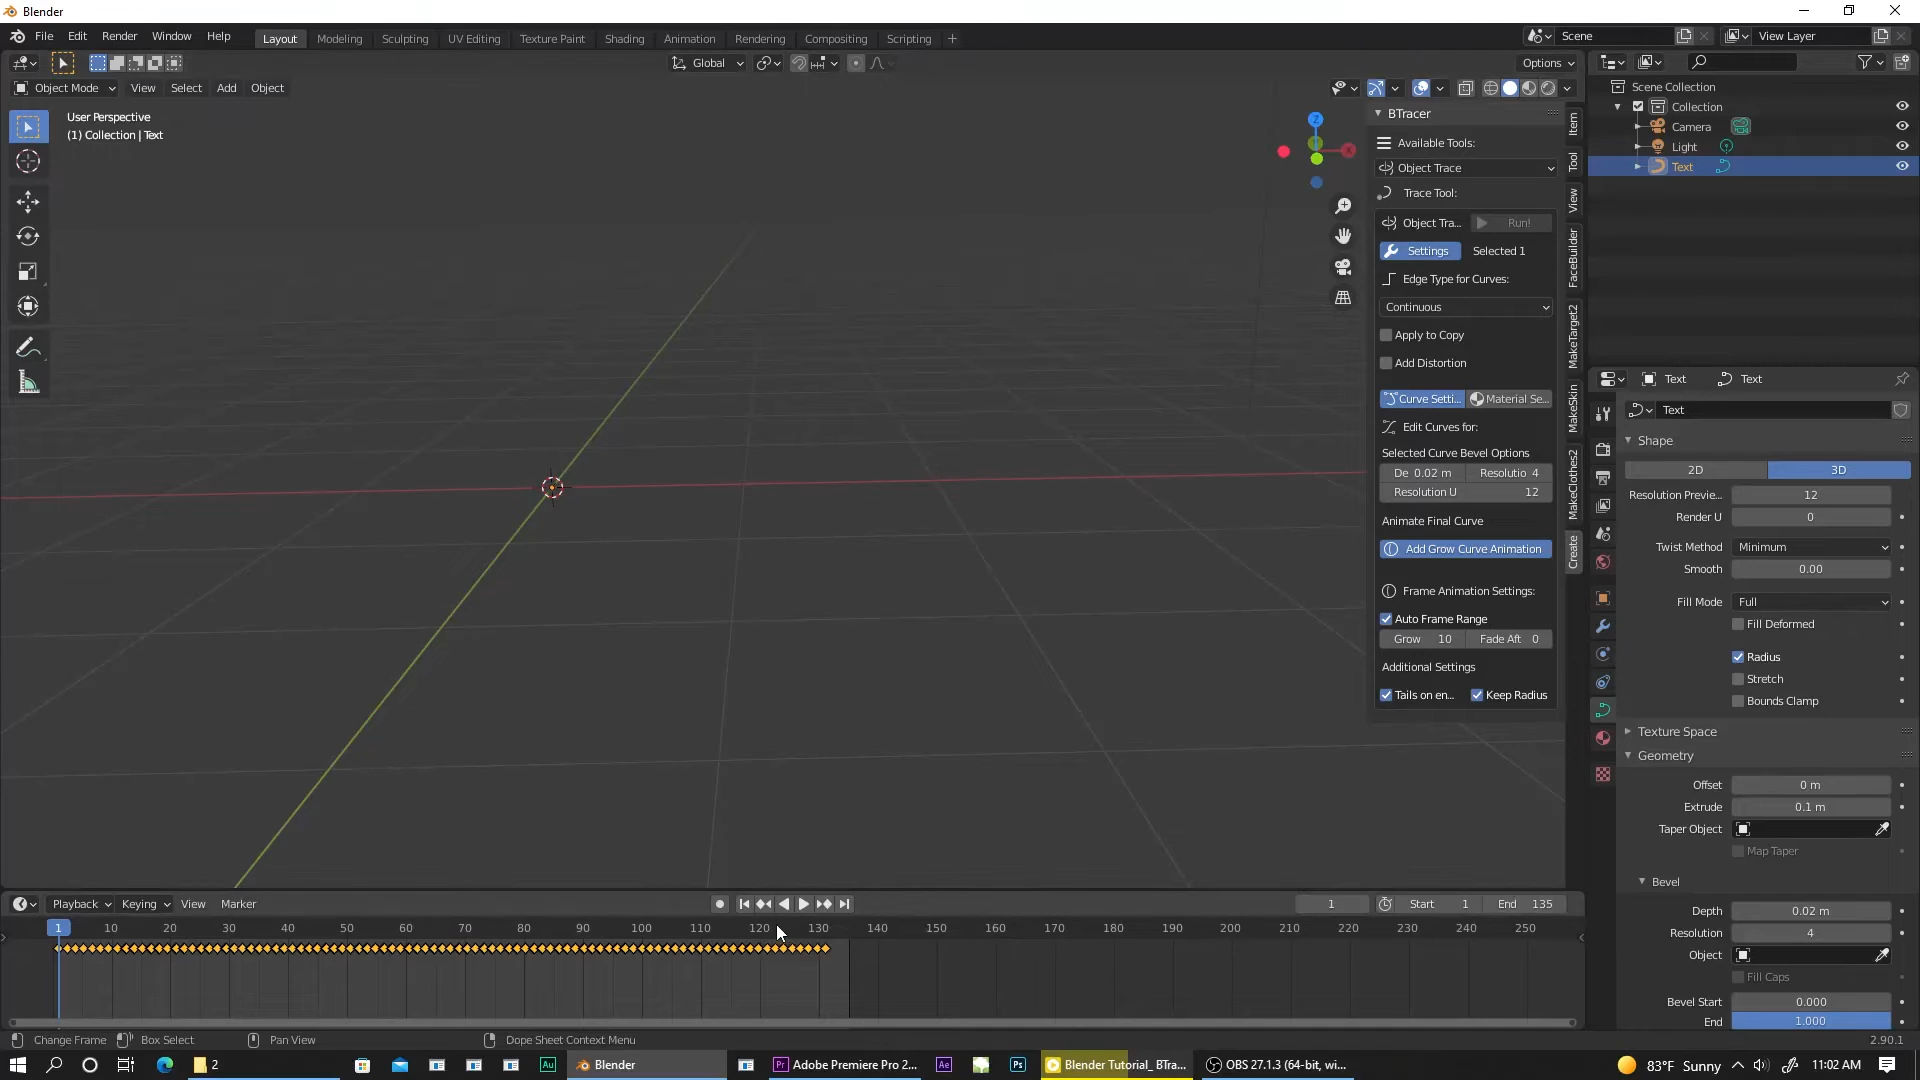 Blender
File Edit Render Window Help
Layout Modeling Sculpting UV Editing Texture Paint Shading Animation Rendering Compositing Scripting +
Scene View Layer
Global Options
Object Mode View Select Add Object
User Perspective
(1) Collection | Text
Z
X
BTracer
Available Tools:
Object Trace
Trace Tool:
Object Tra... Run!
Settings Selected 1
Edge Type for Curves:
Continuous
Apply to Copy
Add Distortion
Curve Setti... Material Se...
Edit Curves for:
Selected Curve Bevel Options
De 0.02 m Resolutio 4
Resolution U 12
Animate Final Curve
Add Grow Curve Animation
Frame Animation Settings:
Auto Frame Range
Grow 10 Fade Aft 0
Additional Settings
Tails on en... Keep Radius
Item
Tool
View
FaceBuilder
MakeTarget2
MakeSkin
MakeClothes2
Create
Scene Collection
Collection
Camera
Light
Text
Text Text
Text
Shape
2D 3D
Resolution Previe... 12
Render U 0
Twist Method Minimum
Smooth 0.00
Fill Mode Full
Fill Deformed
Radius
Stretch
Bounds Clamp
Texture Space
Geometry
Offset 0 m
Extrude 0.1 m
Taper Object
Map Taper
Bevel
Depth 0.02 m
Resolution 4
Object
Fill Caps
Bevel Start 0.000
End 1.000
Playback Keying View Marker 1 Start 1 End 135
1 10 20 30 40 50 60 70 80 90 100 110 120 130 140 150 160 170 180 190 200 210 220 230 240 250
Change Frame Box Select Pan View Dope Sheet Context Menu 2.90.1
2 Au Blender Pr Adobe Premiere Pro 2... Ae Ps Blender Tutorial_ BTra... OBS 27.1.3 (64-bit, wi... 83°F Sunny 11:02 AM